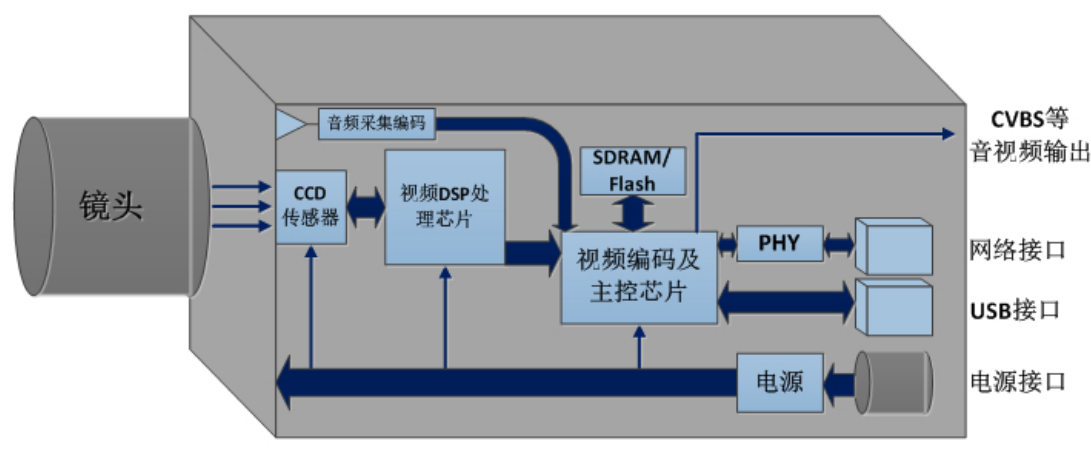 音频采集编码
CVBS等
音视频输出
SDRAM/
Flash
镜头
CCD
传感器
视频DSP处
理芯片
视频编码及
主控芯片
PHY
网络接口
USB接口
电源
电源接口